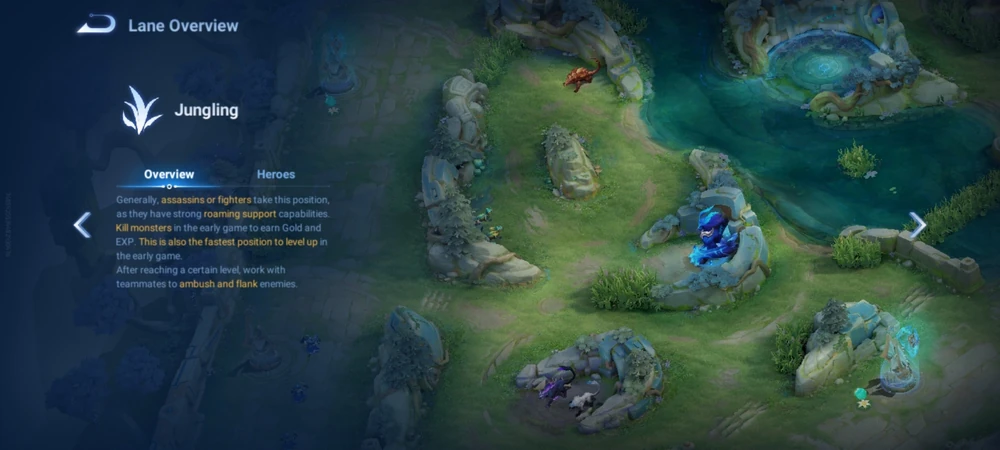 Lane Overview
Jungling
Overview
Heroes
Generally, assassins or fighters take this position,
as they have strong roaming support capabilities.
Kill monsters in the early game to earn Gold and
EXP. This is also the fastest position to level up in
the early game.
After reaching a certain level, work with
teammates to ambush and flank enemies.